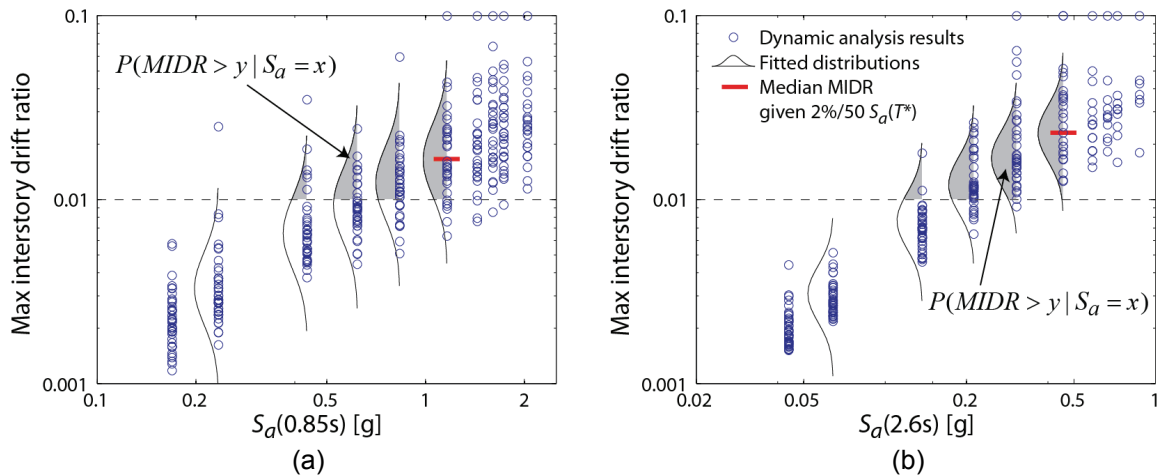 0.1
0.01
0.001
Max interstory drift ratio
P(MIDR > y | Sa = x)
0.1 0.2 0.5 1 2
Sa(0.85s) [g]
(a)
0.1
0.01
0.001
Max interstory drift ratio
Dynamic analysis results
Fitted distributions
Median MIDR
given 2%/50 Sa(T*)
P(MIDR > y | Sa = x)
0.02 0.05 0.2 0.5 1
Sa(2.6s) [g]
(b)